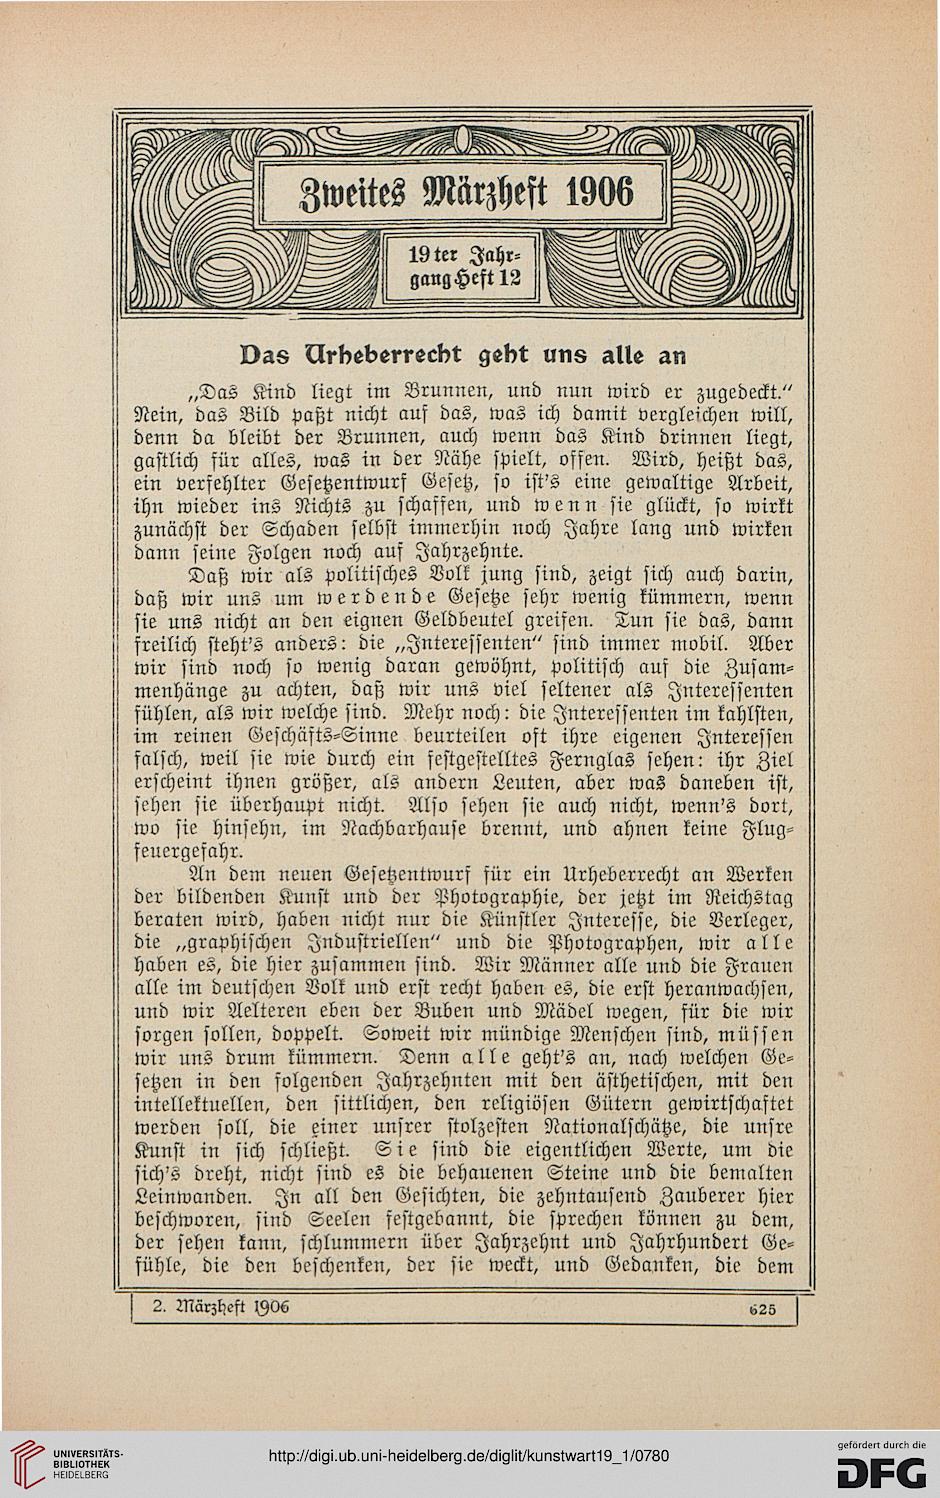 Zweites Märzheft 1906
19ter Jahr-
gang Heft 12
Das Urheberrecht geht uns alle an
„Das Kind liegt im Brunnen, und nun wird er zugedeckt.“
Nein, das Bild paßt nicht auf das, was ich damit vergleichen will,
denn da bleibt der Brunnen, auch wenn das Kind drinnen liegt,
gastlich für alles, was in der Nähe spielt, offen. Wird, heißt das,
ein verfehlter Gesetzentwurf Gesetz, so ist's eine gewaltige Arbeit,
ihn wieder ins Nichts zu schaffen, und wenn sie glückt, so wirkt
zunächst der Schaden selbst immerhin noch Jahre lang und wirken
dann seine Folgen noch auf Jahrzehnte.
Daß wir als politisches Volk jung sind, zeigt sich auch darin,
daß wir uns um werdende Gesetze sehr wenig kümmern, wenn
sie uns nicht an den eignen Geldbeutel greifen. Tun sie das, dann
freilich steht's anders: die „Interessenten“ sind immer mobil. Aber
wir sind noch so wenig daran gewöhnt, politisch auf die Zusam-
menhänge zu achten, daß wir uns viel seltener als Interessenten
fühlen, als wir welche sind. Mehr noch: die Interessenten im kahlsten,
im reinen Geschäfts-Sinne beurteilen oft ihre eigenen Interessen
falsch, weil sie wie durch ein festgestelltes Fernglas sehen: ihr Ziel
erscheint ihnen größer, als andern Leuten, aber was daneben ist,
sehen sie überhaupt nicht. Also sehen sie auch nicht, wenn's dort,
wo sie hinsehn, im Nachbarhause brennt, und ahnen keine Flug-
feuergefahr.
An dem neuen Gesetzentwurf für ein Urheberrecht an Werken
der bildenden Kunst und der Photographie, der jetzt im Reichstag
beraten wird, haben nicht nur die Künstler Interesse, die Verleger,
die „graphischen Industriellen“ und die Photographen, wir alle
haben es, die hier zusammen sind. Wir Männer alle und die Frauen
alle im deutschen Volk und erst recht haben es, die erst heranwachsen,
und wir Aelteren eben der Buben und Mädel wegen, für die wir
sorgen sollen, doppelt. Soweit wir mündige Menschen sind, müssen
wir uns drum kümmern. Denn alle geht's an, nach welchen Ge-
setzen in den folgenden Jahrzehnten mit den ästhetischen, mit den
intellektuellen, den sittlichen, den religiösen Gütern gewirtschaftet
werden soll, die einer unsrer stolzesten Nationalschätze, die unsre
Kunst in sich schließt. Sie sind die eigentlichen Werte, um die
sich's dreht, nicht sind es die behauenen Steine und die bemalten
Leinwanden. In all den Gesichten, die zehntausend Zauberer hier
beschworen, sind Seelen festgebannt, die sprechen können zu dem,
der sehen kann, schlummern über Jahrzehnt und Jahrhundert Ge-
fühle, die den beschenken, der sie weckt, und Gedanken, die dem
2. Märzheft 1906 625
UNIVERSITÄTS-
BIBLIOTHEK
HEIDELBERG
http://digi.ub.uni-heidelberg.de/diglit/kunstwart19_1/0780
gefördert durch die
DFG